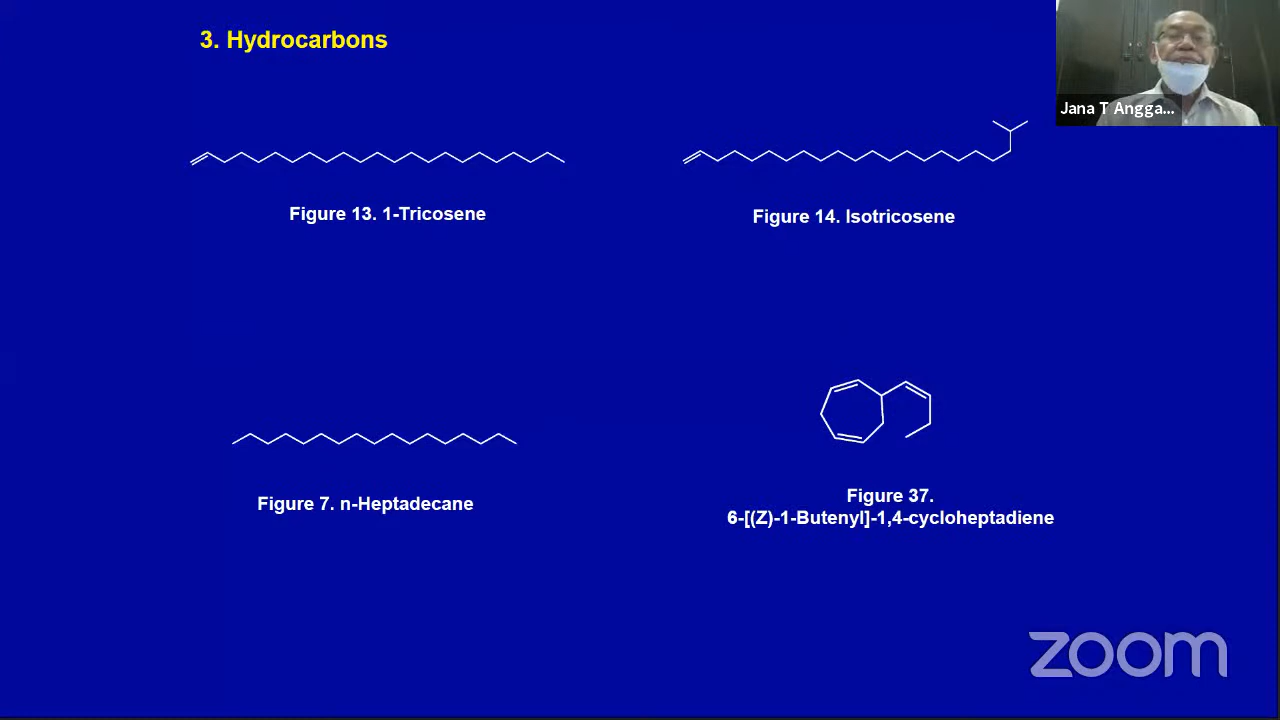 3. Hydrocarbons
Jana T Angga...
Figure 13. 1-Tricosene
Figure 14. Isotricosene
Figure 7. n-Heptadecane
Figure 37.
6-[(Z)-1-Butenyl]-1,4-cycloheptadiene
zoom